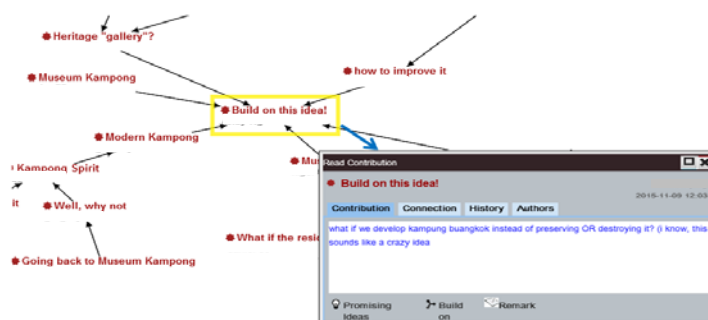 Heritage "gallery"?
how to improve it
Museum Kampong
Build on this idea!
Modern Kampong
Mus
Read Contribution
Kampong Spirit
Build on this idea!
2015-11-09 12:03
it
Well, why not
Contribution Connection History Authors
what if we develop kampung buangkok instead of preserving OR destroying it? (i know, this
sounds like a crazy idea
What if the resi
Going back to Museum Kampong
Promising Ideas
Build on
Remark